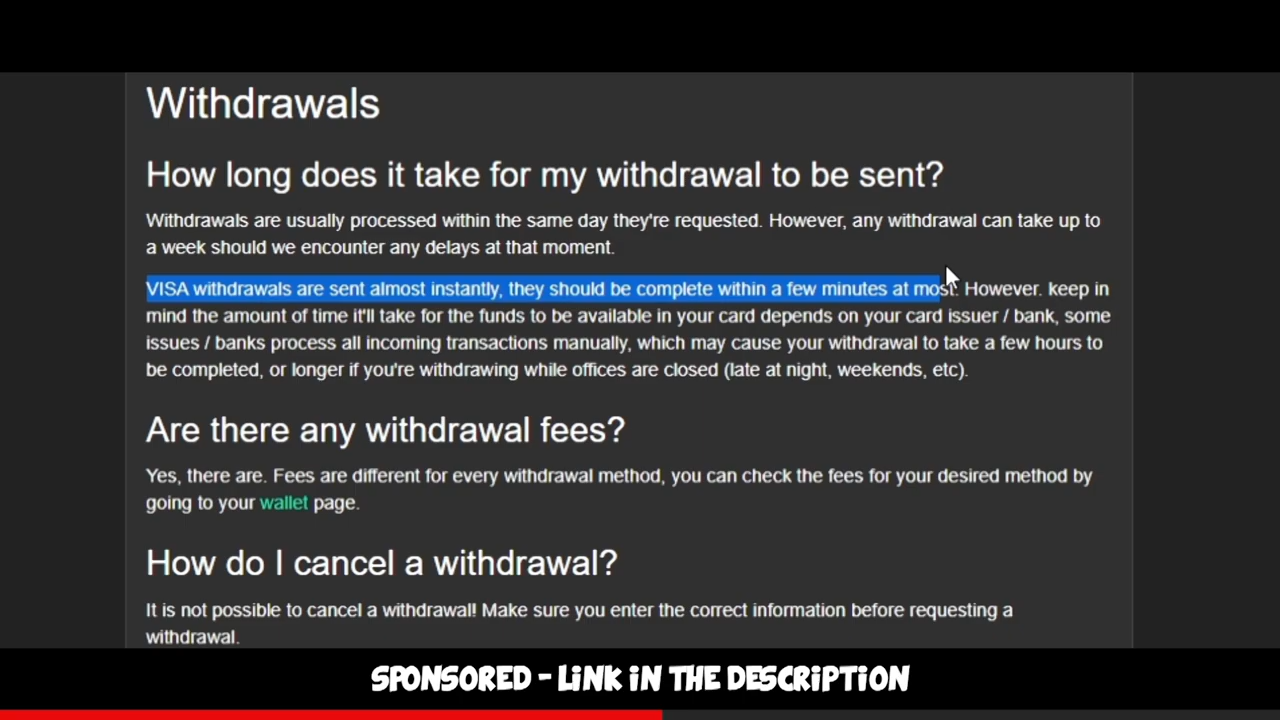 Withdrawals
How long does it take for my withdrawal to be sent?
Withdrawals are usually processed within the same day they're requested. However, any withdrawal can take up to
a week should we encounter any delays at that moment.
VISA withdrawals are sent almost instantly, they should be complete within a few minutes at most. However. keep in
mind the amount of time it'll take for the funds to be available in your card depends on your card issuer / bank, some
issues / banks process all incoming transactions manually, which may cause your withdrawal to take a few hours to
be completed, or longer if you're withdrawing while offices are closed (late at night, weekends, etc).
Are there any withdrawal fees?
Yes, there are. Fees are different for every withdrawal method, you can check the fees for your desired method by
going to your wallet page.
How do I cancel a withdrawal?
It is not possible to cancel a withdrawal! Make sure you enter the correct information before requesting a
withdrawal.
SPONSORED - LINK IN THE DESCRIPTION